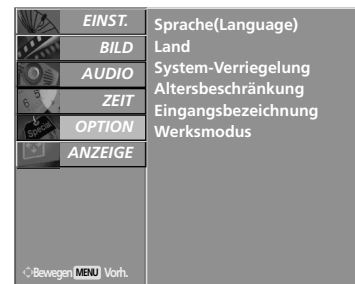 EINST.
BILD
AUDIO
ZEIT
OPTION
ANZEIGE
Sprache(Language)
Land
System-Verriegelung
Altersbeschränkung
Eingangsbezeichnung
Werksmodus
Bewegen MENU Vorh.